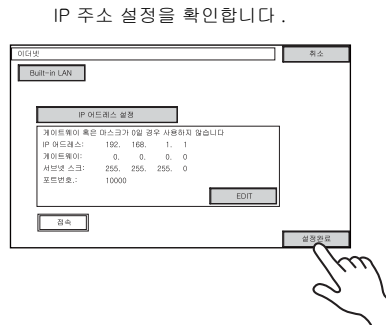 IP 주소 설정을 확인합니다 .
이더넷
취소
Built-in LAN
IP 어드레스 설정
게이트웨이 혹은 마스크가 0일 경우 사용하지 않습니다
IP 어드레스: 192. 168. 1. 1
게이트웨이: 0. 0. 0. 0
서브넷 스크: 255. 255. 255. 0
포트번호.: 10000
EDIT
접속
설정완료